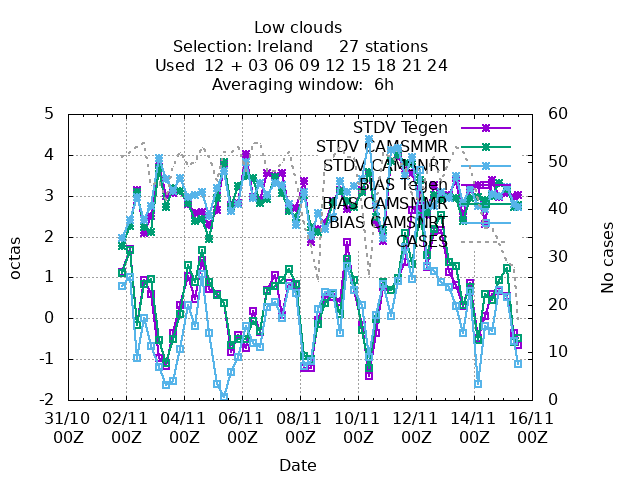 Low clouds
Selection: Ireland 27 stations
Used 12 + 03 06 09 12 15 18 21 24
Averaging window: 6h
STDV Tegen
STDV CAMSMMR
STDV CAMSNRT
BIAS Tegen
BIAS CAMSMMR
BIAS CAMSNRT
CASES
octas
5
4
3
2
1
0
-1
-2
No cases
60
50
40
30
20
10
0
31/10 02/11 04/11 06/11 08/11 10/11 12/11 14/11 16/11
00Z 00Z 00Z 00Z 00Z 00Z 00Z 00Z 00Z
Date